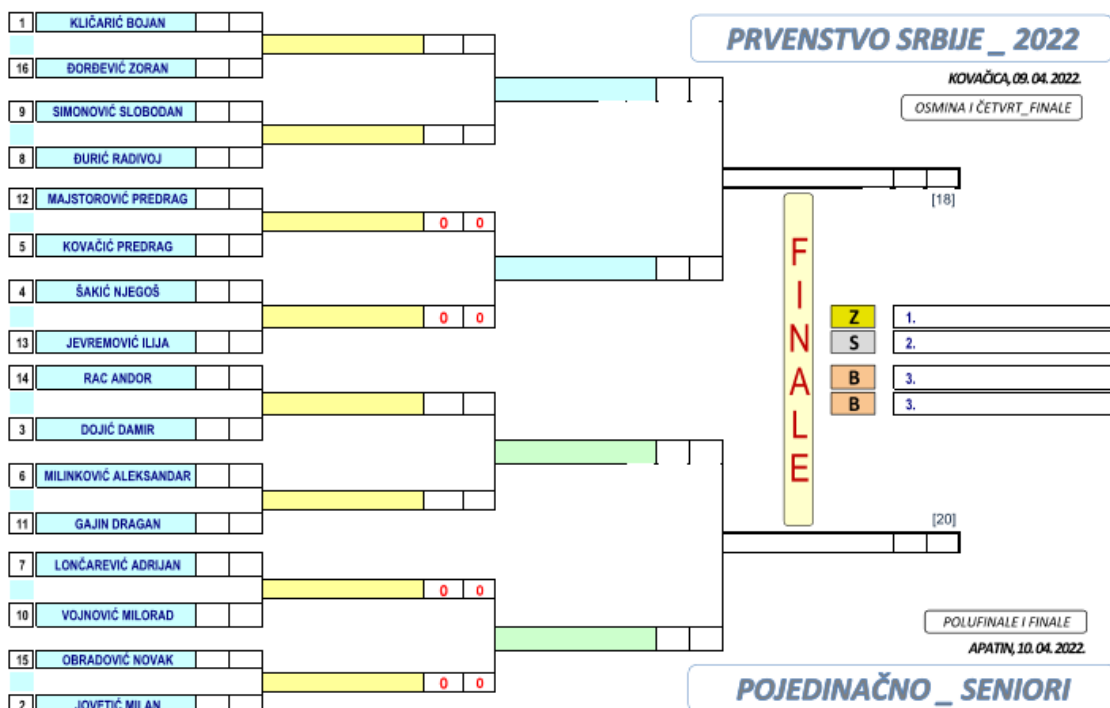 PRVENSTVO SRBIJE _ 2022
KOVAČICA, 09. 04. 2022.
OSMINA I ČETVRT_FINALE
1 KLIČARIĆ BOJAN
16 ĐORĐEVIĆ ZORAN
9 SIMONOVIĆ SLOBODAN
8 ĐURIĆ RADIVOJ
12 MAJSTOROVIĆ PREDRAG
0 0
5 KOVAČIĆ PREDRAG
4 ŠAKIĆ NJEGOŠ
0 0
13 JEVREMOVIĆ ILIJA
14 RAC ANDOR
3 DOJIĆ DAMIR
6 MILINKOVIĆ ALEKSANDAR
11 GAJIN DRAGAN
7 LONČAREVIĆ ADRIJAN
0 0
10 VOJNOVIĆ MILORAD
15 OBRADOVIĆ NOVAK
0 0
2 JOVETIĆ MILAN
[18]
FINALE
Z 1.
S 2.
B 3.
B 3.
[20]
POLUFINALE I FINALE
APATIN, 10. 04. 2022.
POJEDINAČNO _ SENIORI